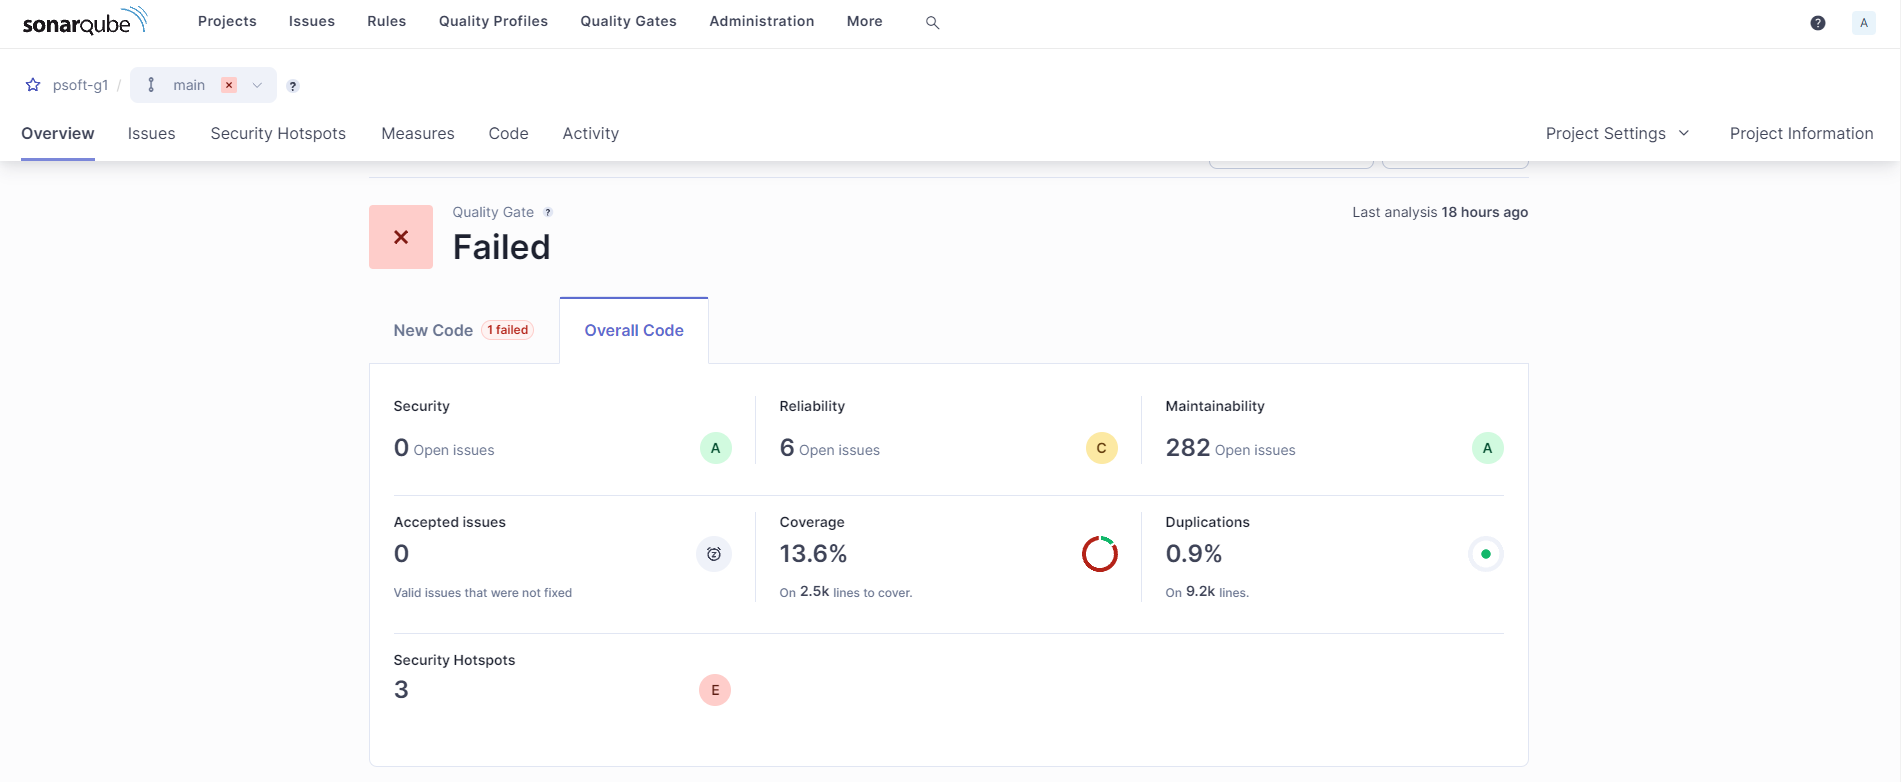 sonarqube Projects Issues Rules Quality Profiles Quality Gates Administration More ? A
psoft-g1 / main × ?
Overview Issues Security Hotspots Measures Code Activity Project Settings Project Information
Quality Gate ? Last analysis 18 hours ago
Failed
New Code 1 failed Overall Code
Security Reliability Maintainability
0 Open issues A 6 Open issues C 282 Open issues A
Accepted issues Coverage Duplications
0 13.6% 0.9%
Valid issues that were not fixed On 2.5k lines to cover. On 9.2k lines.
Security Hotspots
3 E